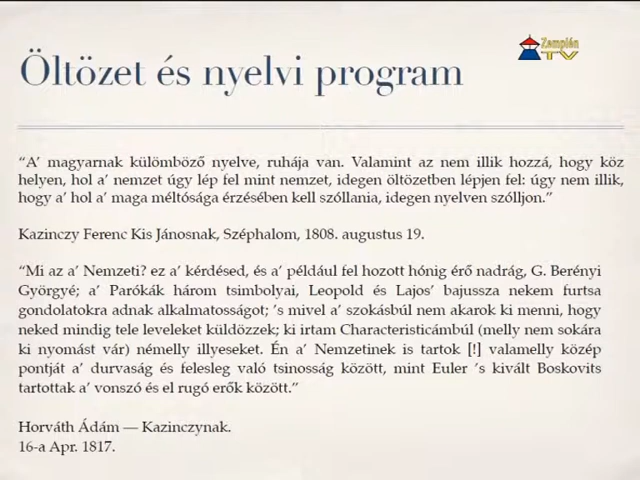 Zemplén
TV
Öltözet és nyelvi program
“A’ magyarnak külömböző nyelve, ruhája van. Valamint az nem illik hozzá, hogy köz
helyen, hol a’ nemzet úgy lép fel mint nemzet, idegen öltözetben lépjen fel: úgy nem illik,
hogy a’ hol a’ maga méltósága érzésében kell szóllania, idegen nyelven szólljon.”
Kazinczy Ferenc Kis Jánosnak, Széphalom, 1808. augustus 19.
“Mi az a’ Nemzeti? ez a’ kérdésed, és a’ például fel hozott hónig érő nadrág, G. Berényi
Györgyé; a’ Parókák három tsimbolyai, Leopold és Lajos’ bajussza nekem furtsa
gondolatokra adnak alkalmatosságot; ’s mivel a’ szokásbúl nem akarok ki menni, hogy
neked mindig tele leveleket küldözzek; ki irtam Characteristicámbúl (melly nem sokára
ki nyomást vár) némelly illyeseket. Én a’ Nemzetinek is tartok [!] valamelly közép
pontját a’ durvaság és felesleg való tsinosság között, mint Euler ’s kivált Boskovits
tartottak a’ vonszó és el rugó erők között.”
Horváth Ádám — Kazinczynak.
16-a Apr. 1817.